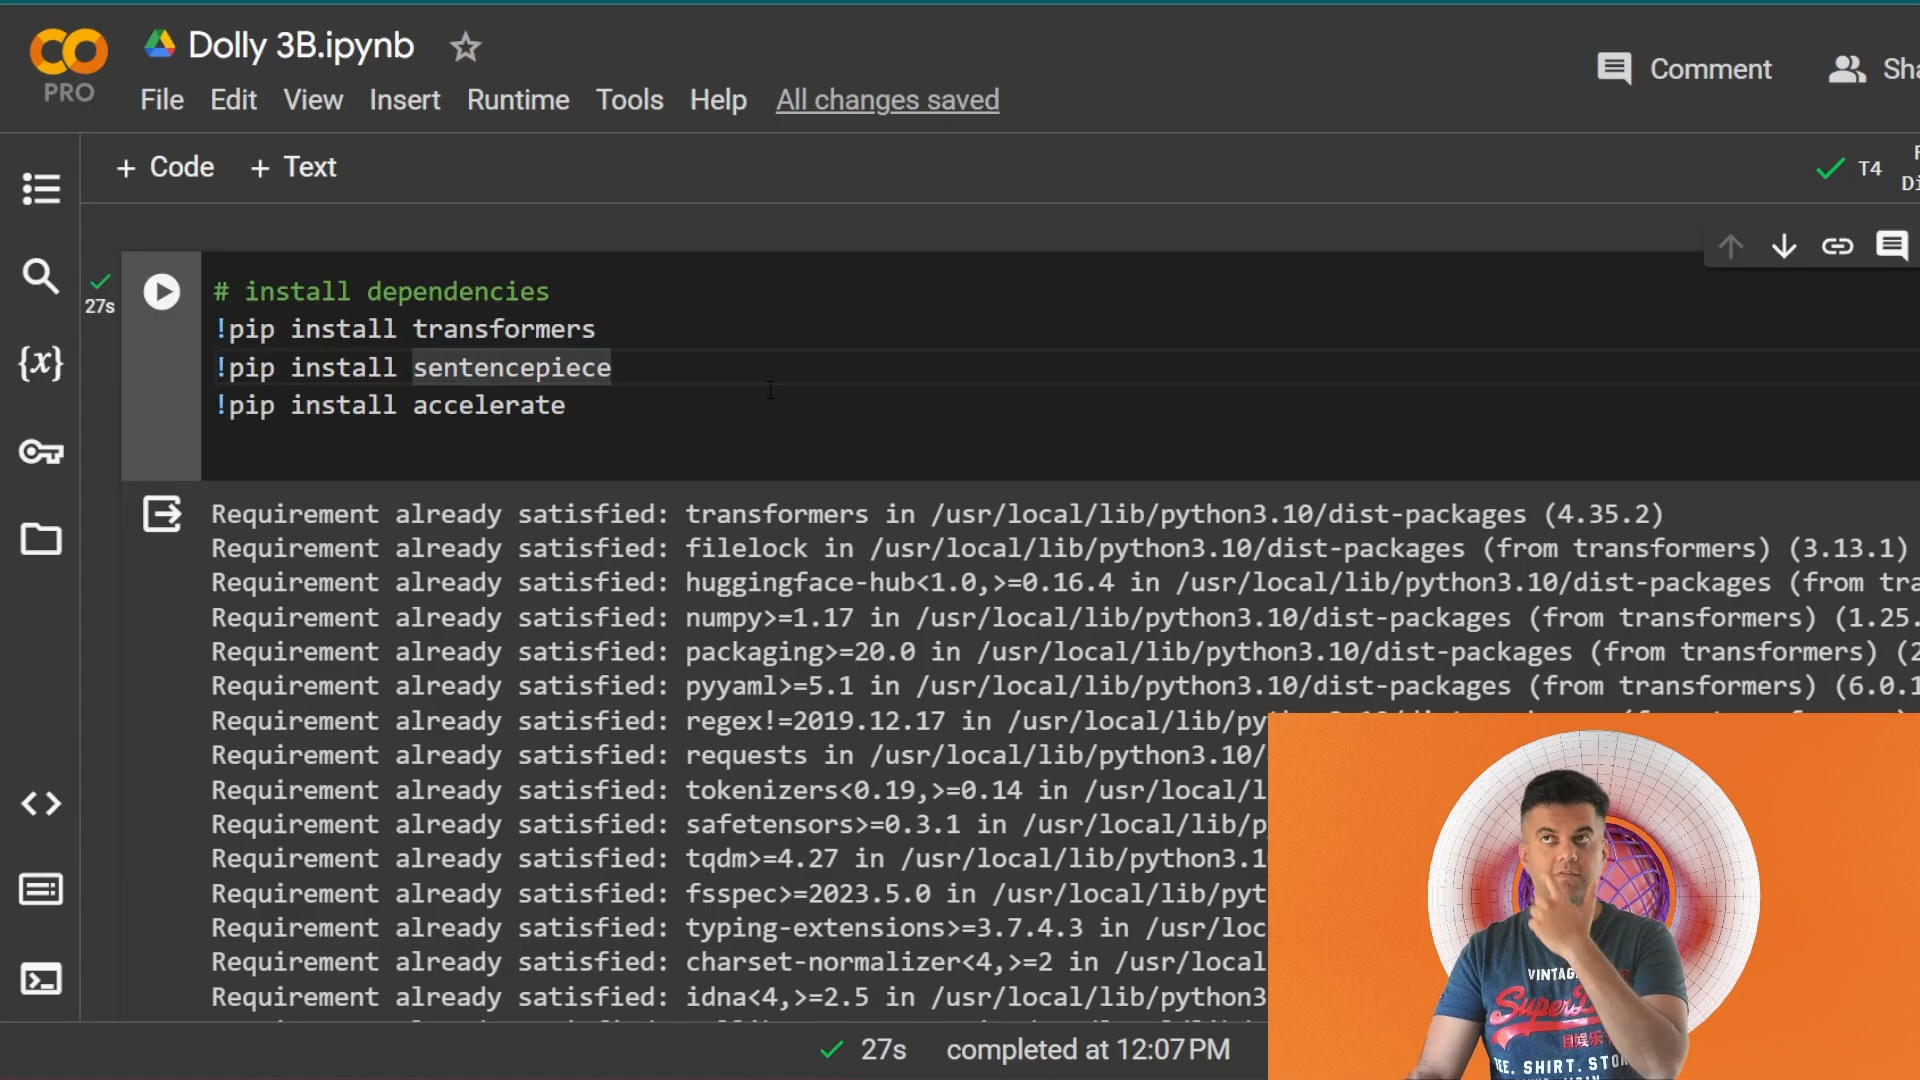 PRO
Dolly 3B.ipynb
File Edit View Insert Runtime Tools Help All changes saved
Comment
+ Code + Text
T4
27s
# install dependencies
!pip install transformers
!pip install sentencepiece
!pip install accelerate
{x}
Requirement already satisfied: transformers in /usr/local/lib/python3.10/dist-packages (4.35.2)
Requirement already satisfied: filelock in /usr/local/lib/python3.10/dist-packages (from transformers) (3.13.1)
Requirement already satisfied: huggingface-hub<1.0,>=0.16.4 in /usr/local/lib/python3.10/dist-packages (from
Requirement already satisfied: numpy>=1.17 in /usr/local/lib/python3.10/dist-packages (from transformers) (1.25.
Requirement already satisfied: packaging>=20.0 in /usr/local/lib/python3.10/dist-packages (from transformers)
Requirement already satisfied: pyyaml>=5.1 in /usr/local/lib/python3.10/dist-packages (from transformers) (6.0.1
Requirement already satisfied: regex!=2019.12.17 in
Requirement already satisfied: requests in /usr/local/lib/python3.10/
Requirement already satisfied: tokenizers<0.19,>=0.14 in /usr/local/l
Requirement already satisfied: safetensors>=0.3.1 in /usr/local/lib/p
Requirement already satisfied: tqdm>=4.27 in /usr/local/lib/python3.1
Requirement already satisfied: fsspec>=2023.5.0 in /usr/local/lib/pyt
Requirement already satisfied: typing-extensions>=3.7.4.3 in /usr/loc
Requirement already satisfied: charset-normalizer<4,>=2 in /usr/local
Requirement already satisfied: idna<4,>=2.5 in /usr/local/lib/python3
27s completed at 12:07 PM
SHIRT.